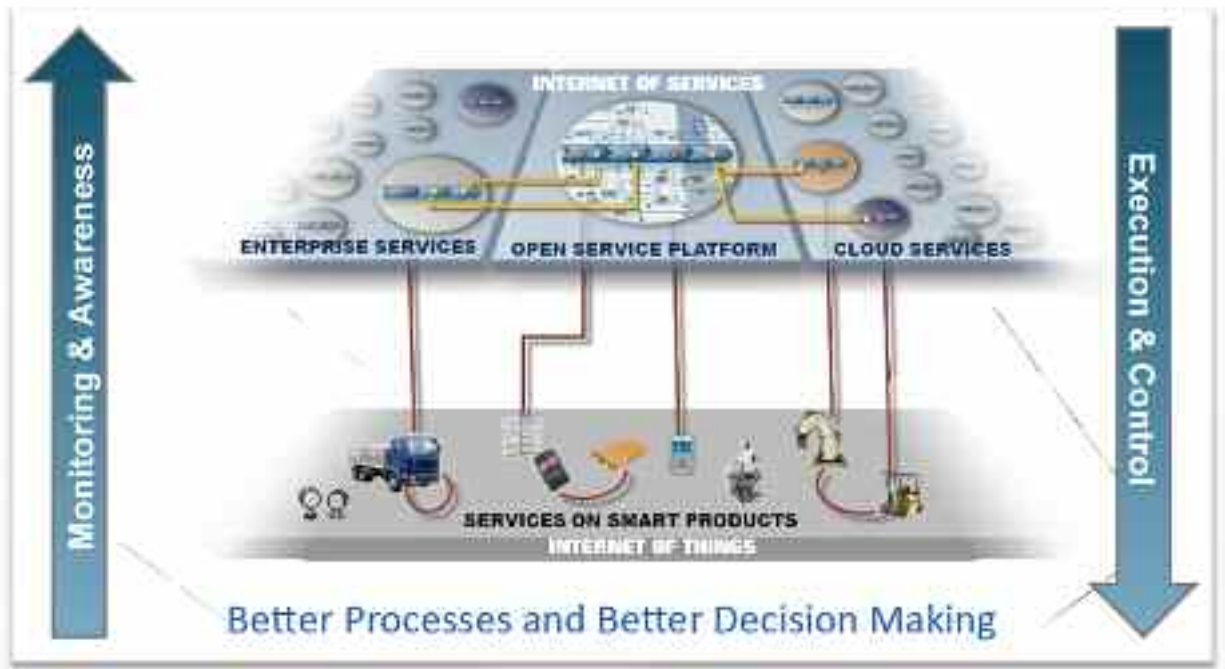 Monitoring & Awareness
INTERNET OF SERVICES
ENTERPRISE SERVICES
OPEN SERVICE PLATFORM
CLOUD SERVICES
Execution & Control
SERVICES ON SMART PRODUCTS
INTERNET OF THINGS
Better Processes and Better Decision Making